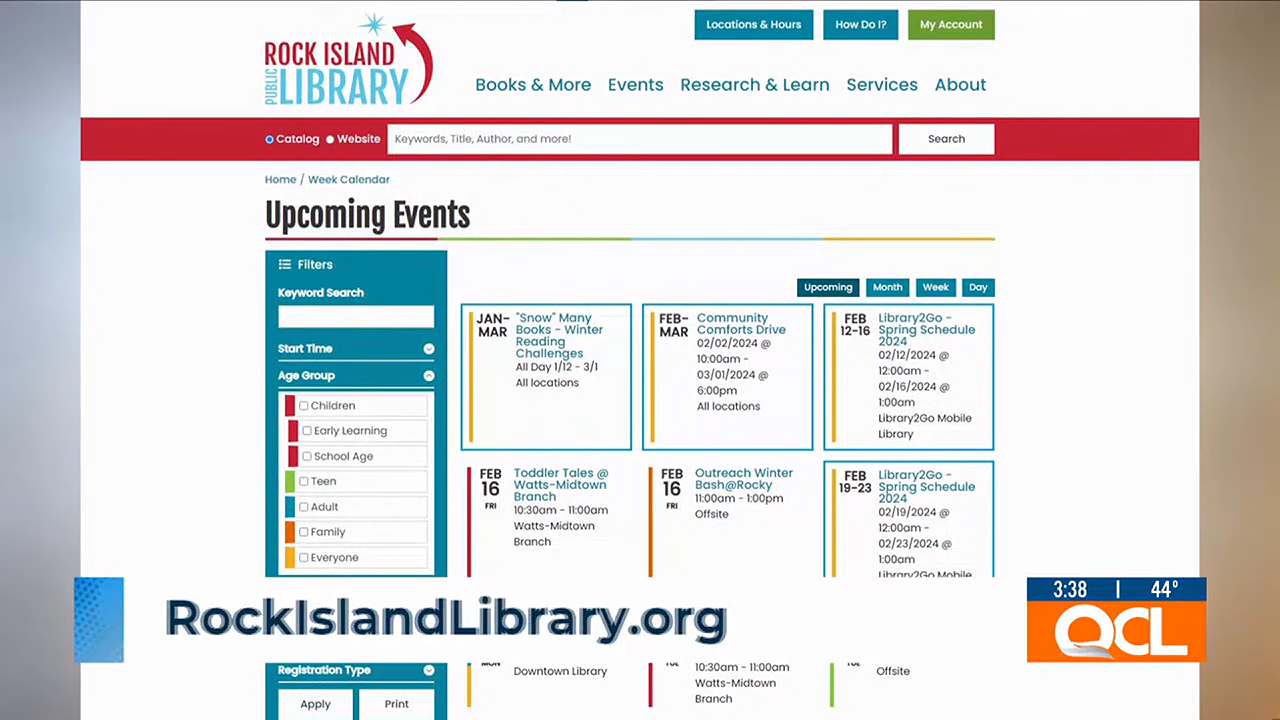 Locations & Hours
How Do I?
My Account
ROCK ISLAND
PUBLIC
LIBRARY
Books & More
Events
Research & Learn
Services
About
Catalog
Website
Keywords, Title, Author, and more!
Search
Home / Week Calendar
Upcoming Events
Filters
Keyword Search
Start Time
Age Group
Children
Early Learning
School Age
Teen
Adult
Family
Everyone
Upcoming
Month
Week
Day
JAN-
MAR
"Snow" Many
Books - Winter
Reading
Challenges
All Day 1/12 - 3/1
All locations
FEB-
MAR
Community
Comforts Drive
02/02/2024 @
10:00am -
03/01/2024 @
6:00pm
All locations
FEB
12-16
Library2Go -
Spring Schedule
2024
02/12/2024 @
12:00am -
02/16/2024 @
1:00am
Library2Go Mobile
Library
FEB
16
FRI
Toddler Tales @
Watts-Midtown
Branch
10:30am - 11:00am
Watts-Midtown
Branch
FEB
16
FRI
Outreach Winter
Bash@Rocky
11:00am - 1:00pm
Offsite
FEB
19-23
Library2Go -
Spring Schedule
2024
02/19/2024 @
12:00am -
02/23/2024 @
1:00am
Library2Go Mobile
RockIslandLibrary.org
3:38 | 44°
QCL
Registration Type
Apply
Print
MON
Downtown Library
TUE
10:30am - 11:00am
Watts-Midtown
Branch
TUE
Offsite